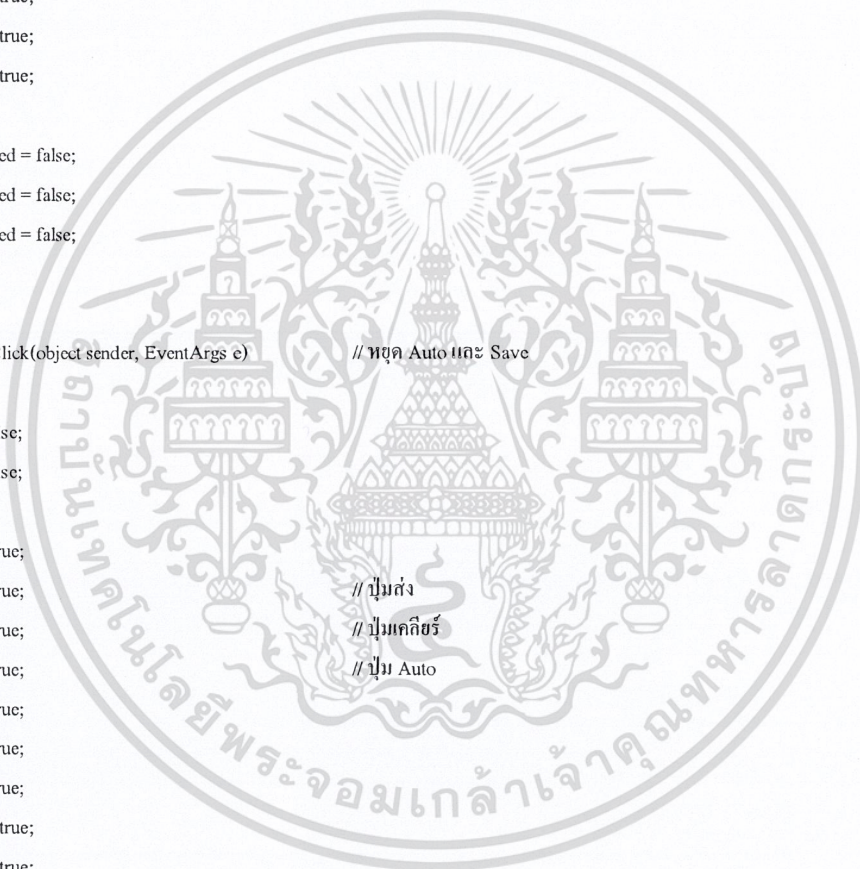 true;
true;
true;
ed = false;
ed = false;
ed = false;
lick(object sender, EventArgs e) // หยุด Auto และ Save
se;
se;
rue;
rue; // ปุ่มส่ง
rue; // ปุ่มเคลียร์
rue; // ปุ่ม Auto
rue;
rue;
rue;
true;
true;
สถาบันเทคโนโลยีพระจอมเกล้าเจ้าคุณทหารลาดกระบัง